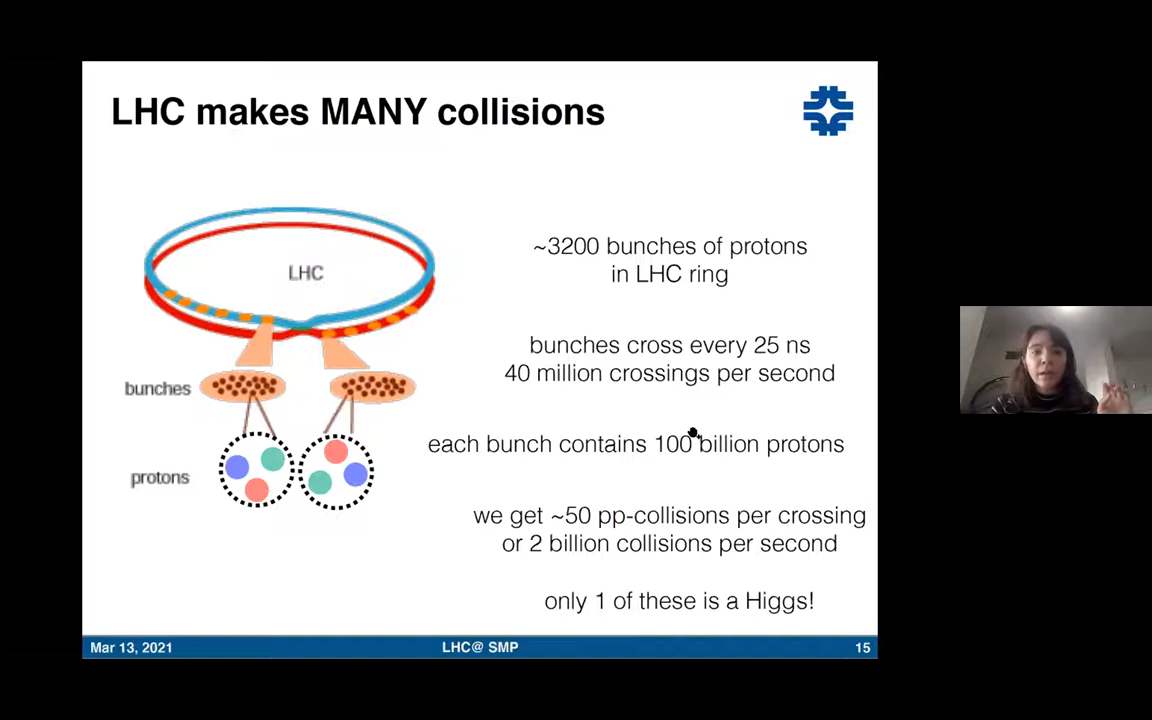 LHC makes MANY collisions
LHC
bunches
protons
~3200 bunches of protons
in LHC ring
bunches cross every 25 ns
40 million crossings per second
each bunch contains 100 billion protons
we get ~50 pp-collisions per crossing
or 2 billion collisions per second
only 1 of these is a Higgs!
Mar 13, 2021
LHC@ SMP
15